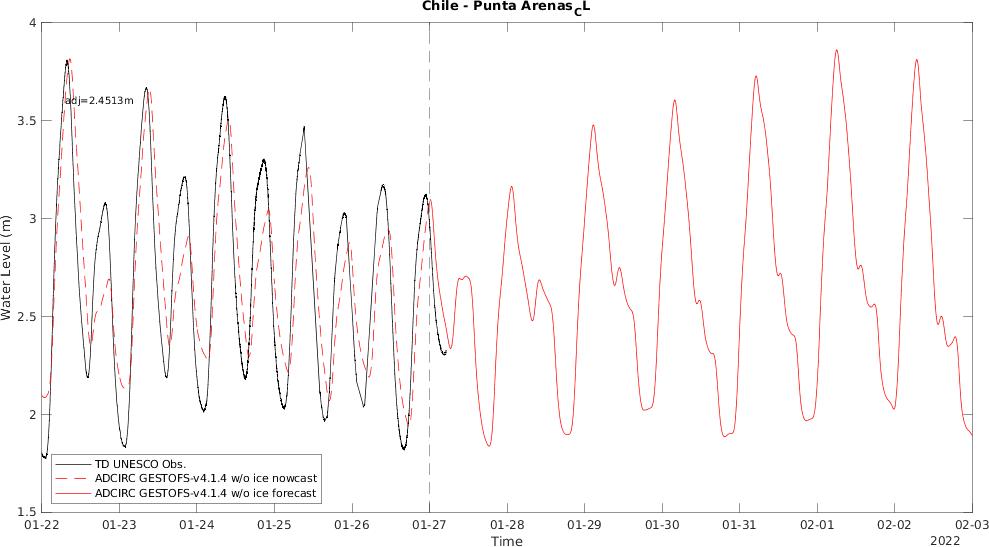 Chile - Punta Arenas_CL
4
3.5
3
2.5
2
1.5
Water Level (m)
adj=2.4513m
TD UNESCO Obs.
ADCIRC GESTOFS-v4.1.4 w/o ice nowcast
ADCIRC GESTOFS-v4.1.4 w/o ice forecast
01-22 01-23 01-24 01-25 01-26 01-27 01-28 01-29 01-30 01-31 02-01 02-02 02-03
Time
2022